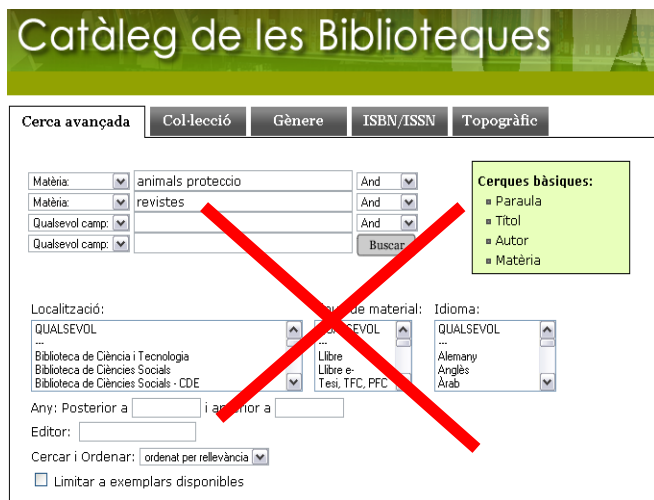 Catàleg de les Biblioteques
Cerca avançada Col·lecció Gènere ISBN/ISSN Topogràfic
Matèria: animals proteccio And
Matèria: revistes And
Qualsevol camp: And
Qualsevol camp: Buscar
Cerques bàsiques:
Paraula
Títol
Autor
Matèria
Localització: de material: Idioma:
QUALSEVOL
---
Biblioteca de Ciència i Tecnologia
Biblioteca de Ciències Socials
Biblioteca de Ciències Socials - CDE
---
Llibre
Llibre e-
Tesi, TFC, PFC
QUALSEVOL
---
Alemany
Anglès
Àrab
Any: Posterior a i anterior a
Editor:
Cercar i Ordenar: ordenat per rellevància
Limitar a exemplars disponibles